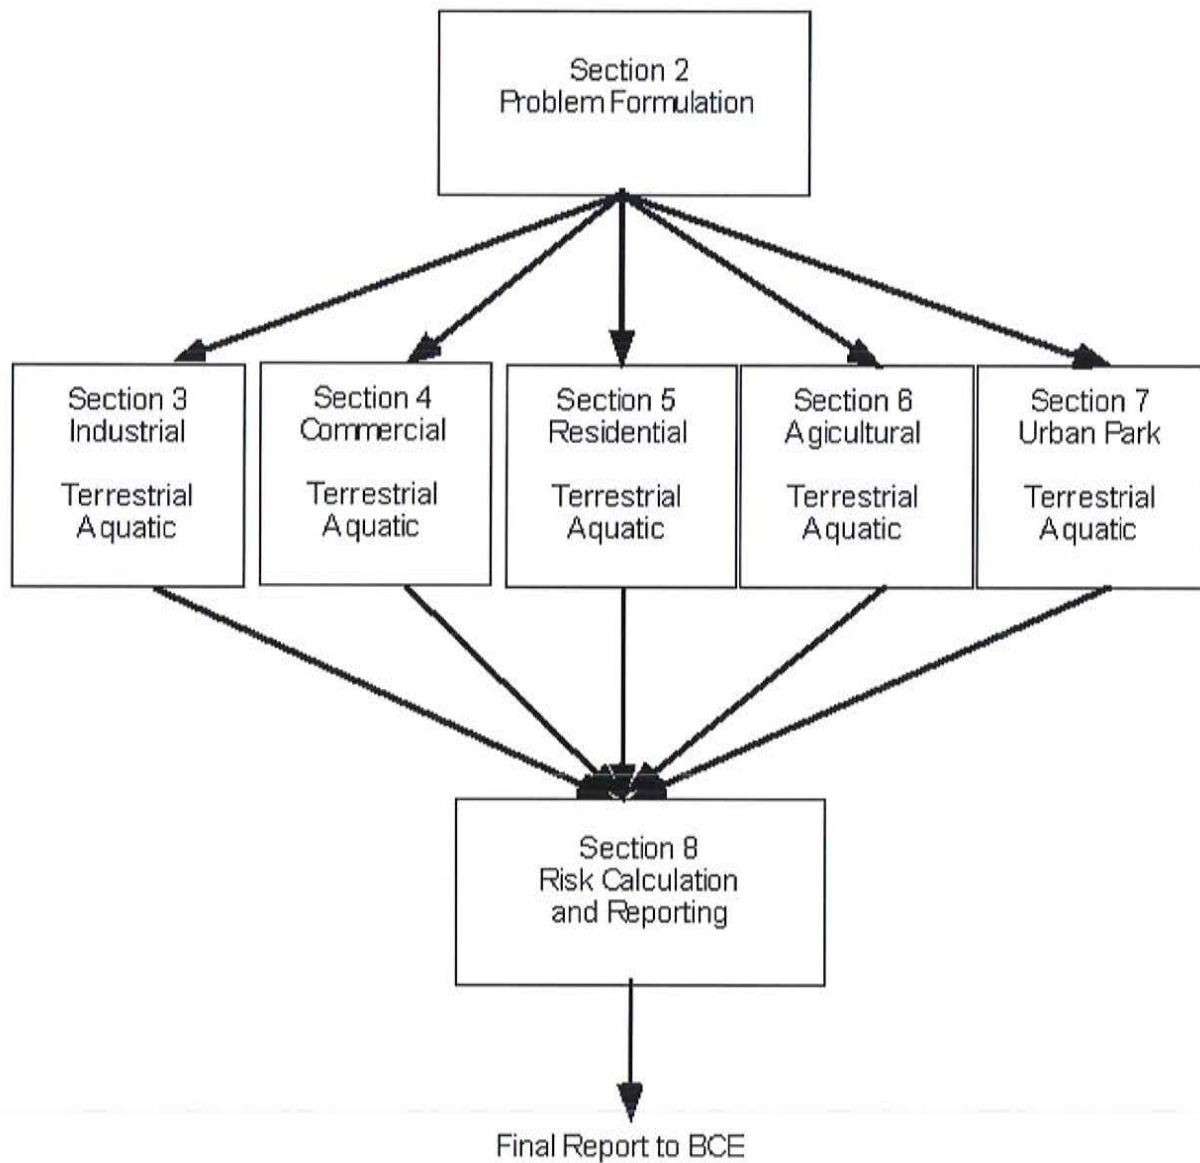 Section 2
Problem Formulation
Section 3
Industrial
Terrestrial
Aquatic
Section 4
Commercial
Terrestrial
Aquatic
Section 5
Residential
Terrestrial
Aquatic
Section 6
Agicultural
Terrestrial
Aquatic
Section 7
Urban Park
Terrestrial
Aquatic
Section 8
Risk Calculation
and Reporting
Final Report to BCE